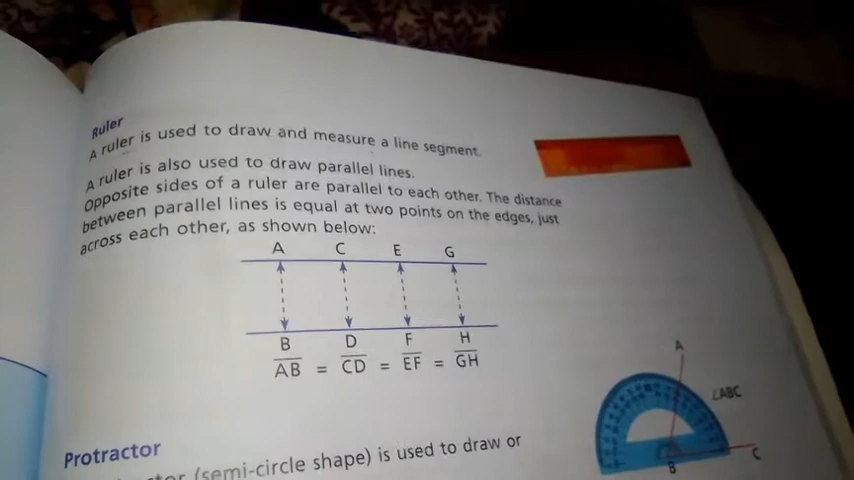 Ruler
A ruler is used to draw and measure a line segment.
A ruler is also used to draw parallel lines.
Opposite sides of a ruler are parallel to each other. The distance
between parallel lines is equal at two points on the edges, just
across each other, as shown below:
A C E G
B D F H
AB = CD = EF = GH
A
∠ABC
B C
Protractor
(semi-circle shape) is used to draw or